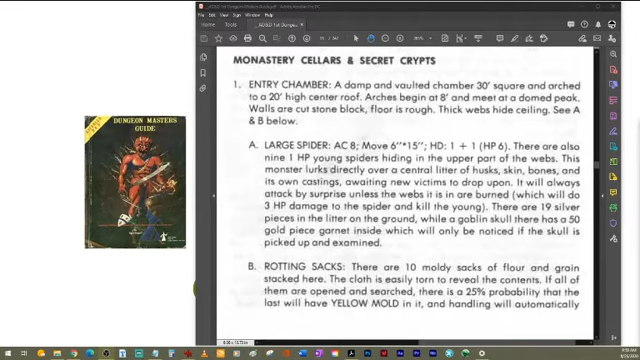 File Edit View Sign Window Help
Home Tools
DUNGEON MASTERS
GUIDE
MONASTERY CELLARS & SECRET CRYPTS
1. ENTRY CHAMBER: A damp and vaulted chamber 30' square and arched
to a 20' high center roof. Arches begin at 8' and meet at a domed peak.
Walls are cut stone block, floor is rough. Thick webs hide ceiling. See A
& B below.
A. LARGE SPIDER: AC 8; Move 6"*15"; HD: 1 + 1 (HP 6). There are also
nine 1 HP young spiders hiding in the upper part of the webs. This
monster lurks directly over a central litter of husks, skin, bones, and
its own castings, awaiting new victims to drop upon. It will always
attack by surprise unless the webs it is in are burned (which will do
3 HP damage to the spider and kill the young). There are 19 silver
pieces in the litter on the ground, while a goblin skull there has a 50
gold piece garnet inside which will only be noticed if the skull is
picked up and examined.
B. ROTTING SACKS: There are 10 moldy sacks of flour and grain
stacked here. The cloth is easily torn to reveal the contents. If all of
them are opened and searched, there is a 25% probability that the
last will have YELLOW MOLD in it, and handling will automatically